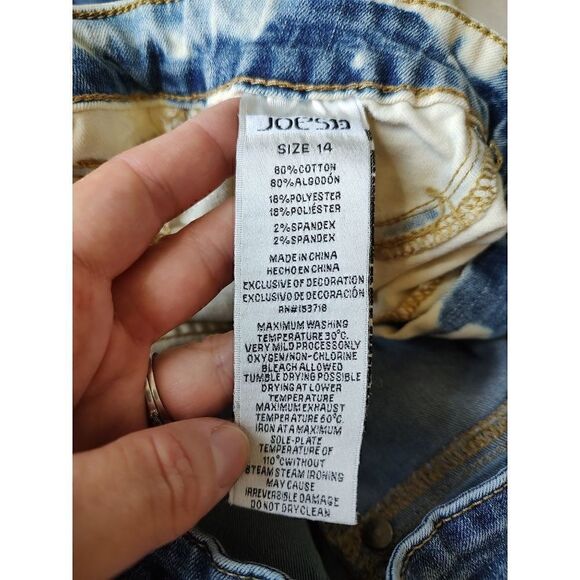 JOE'S
SIZE 14
80%COTTON
80%ALGODÓN
18%POLYESTER
18%POLIÉSTER
2%SPANDEX
2%SPANDEX
MADE IN CHINA
HECHO EN CHINA
EXCLUSIVE OF DECORATION
EXCLUSIVO DE DECORACIÓN
RN#153718
MAXIMUM WASHING
TEMPERATURE 30°C.
VERY MILD PROCESSONLY
OXYGEN/NON-CHLORINE
BLEACH ALLOWED
TUMBLE DRYING POSSIBLE
DRYING AT LOWER
TEMPERATURE
MAXIMUM EXHAUST
TEMPERATURE 60°C.
IRON AT A MAXIMUM
SOLE-PLATE
TEMPERATURE OF
110°CWITHOUT
STEAM STEAM IRONING
MAY CAUSE
IRREVERSIBLE DAMAGE
DO NOT DRY CLEAN